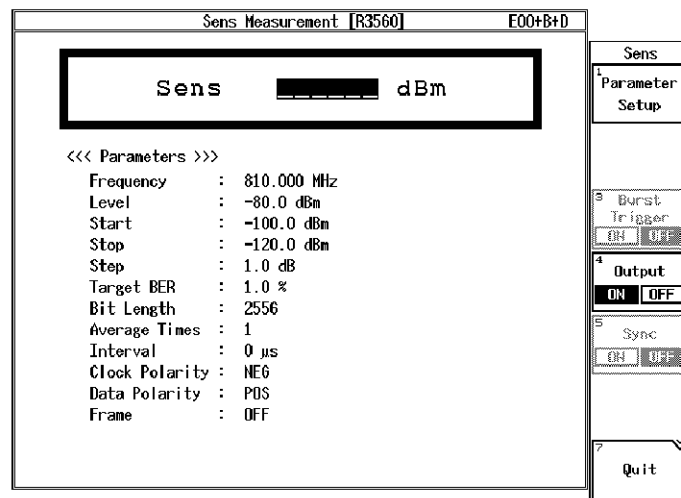 Sens Measurement [R3560] E00+B+D
Sens dBm
<<< Parameters >>>
Frequency : 810.000 MHz
Level : -80.0 dBm
Start : -100.0 dBm
Stop : -120.0 dBm
Step : 1.0 dB
Target BER : 1.0 %
Bit Length : 2556
Average Times : 1
Interval : 0 µs
Clock Polarity : NEG
Data Polarity : POS
Frame : OFF
Sens
1
Parameter
Setup
3
Burst
Trigger
ON OFF
4
Output
ON OFF
5
Sync
ON OFF
7
Quit